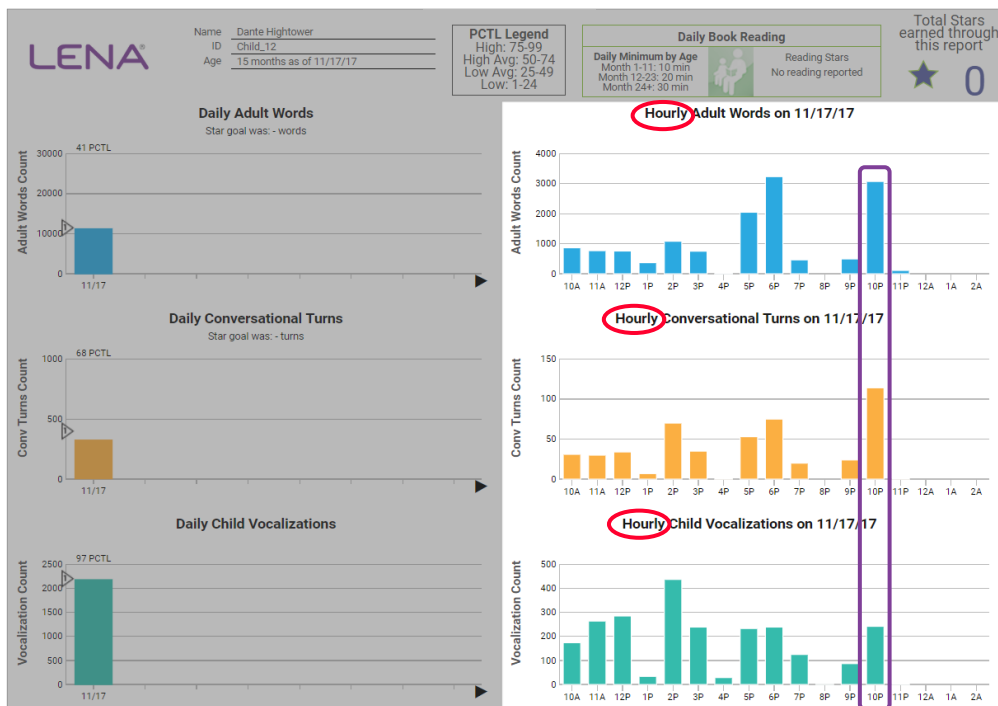 LENA
Name Dante Hightower
ID Child_12
Age 15 months as of 11/17/17
PCTL Legend
High: 75-99
High Avg: 50-74
Low Avg: 25-49
Low: 1-24
Daily Book Reading
Daily Minimum by Age
Month 1-11: 10 min
Month 12-23: 20 min
Month 24+: 30 min
Reading Stars
No reading reported
Total Stars
earned through
this report
0
Daily Adult Words
Star goal was: - words
41 PCTL
Adult Words Count
30000
20000
10000
0
1
11/17
Hourly Adult Words on 11/17/17
Adult Words Count
4000
3000
2000
1000
0
10A 11A 12P 1P 2P 3P 4P 5P 6P 7P 8P 9P 10P 11P 12A 1A 2A
Daily Conversational Turns
Star goal was: - turns
68 PCTL
Conv Turns Count
1000
500
0
1
11/17
Hourly Conversational Turns on 11/17/17
Conv Turns Count
150
100
50
0
10A 11A 12P 1P 2P 3P 4P 5P 6P 7P 8P 9P 10P 11P 12A 1A 2A
Daily Child Vocalizations
97 PCTL
Vocalization Count
2500
2000
1500
1000
500
0
1
11/17
Hourly Child Vocalizations on 11/17/17
Vocalization Count
500
400
300
200
100
0
10A 11A 12P 1P 2P 3P 4P 5P 6P 7P 8P 9P 10P 11P 12A 1A 2A